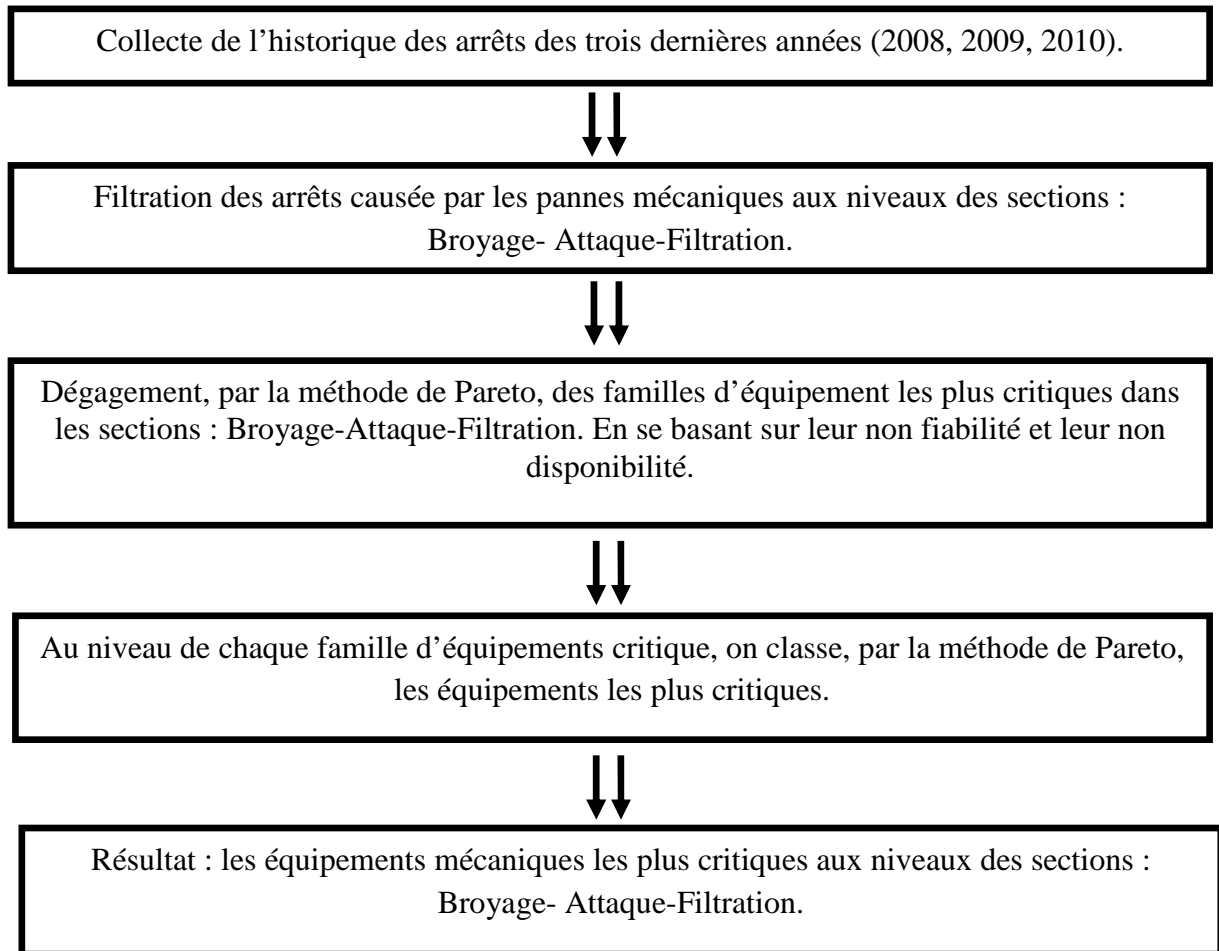 Collecte de l’historique des arrêts des trois dernières années (2008, 2009, 2010).
Filtration des arrêts causée par les pannes mécaniques aux niveaux des sections :
Broyage- Attaque-Filtration.
Dégagement, par la méthode de Pareto, des familles d’équipement les plus critiques dans
les sections : Broyage-Attaque-Filtration. En se basant sur leur non fiabilité et leur non
disponibilité.
Au niveau de chaque famille d’équipements critique, on classe, par la méthode de Pareto,
les équipements les plus critiques.
Résultat : les équipements mécaniques les plus critiques aux niveaux des sections :
Broyage- Attaque-Filtration.